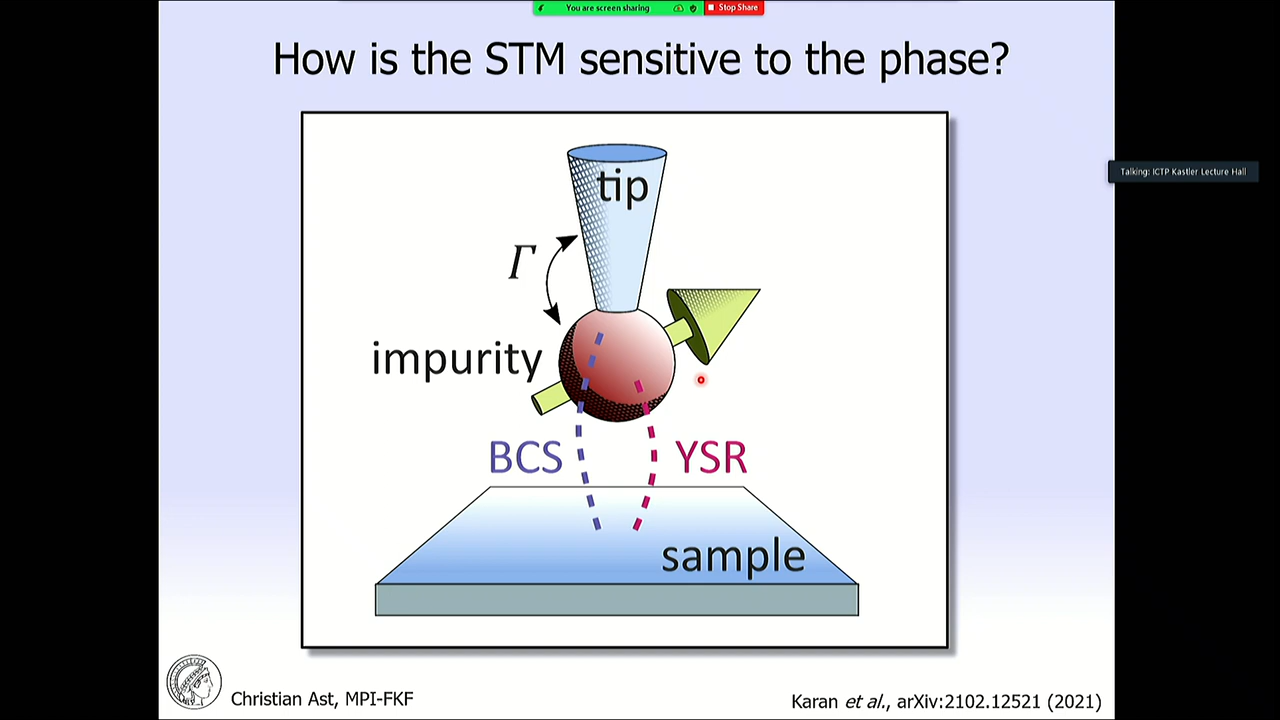 You are screen sharing
Stop Share
How is the STM sensitive to the phase?
Talking: ICTP Kastler Lecture Hall
tip
Γ
impurity
BCS
YSR
sample
Christian Ast, MPI-FKF
Karan et al., arXiv:2102.12521 (2021)